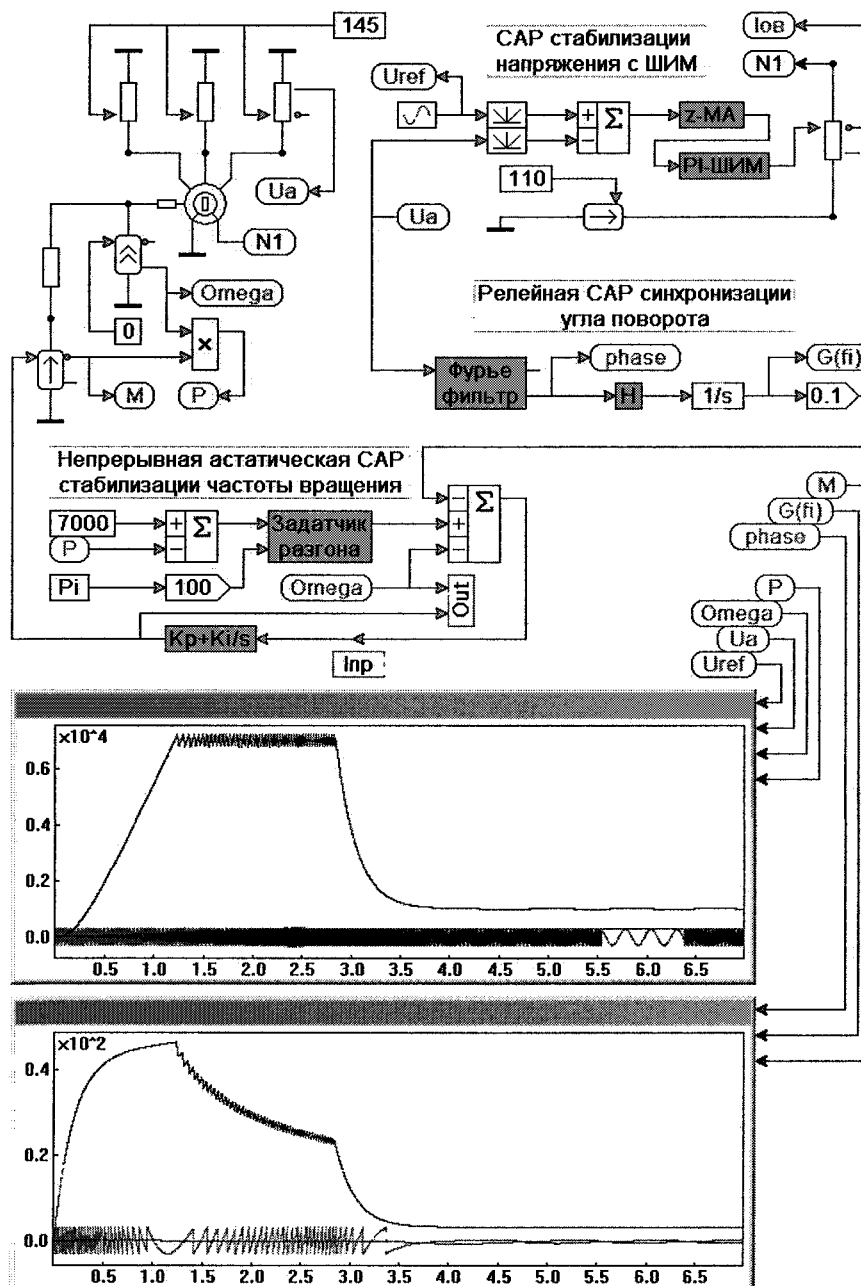 145
САР стабилизации
напряжения с ШИМ
Iов
N1
Uref
+
−
Σ
z-МА
PI-ШИМ
110
Ua
Ua
N1
Omega
0
×
M
P
Релейная САР синхронизации
угла поворота
Фурье
фильтр
phase
H
1/s
G(fi)
0.1
Непрерывная астатическая САР
стабилизации частоты вращения
7000
P
+
−
Σ
Задатчик
разгона
Pi
100
Omega
−
+
−
Σ
Out
Kp+Ki/s
Inp
M
G(fi)
phase
P
Omega
Ua
Uref
×10^4
0.6
0.4
0.2
0.0
0.5 1.0 1.5 2.0 2.5 3.0 3.5 4.0 4.5 5.0 5.5 6.0 6.5
×10^2
0.4
0.2
0.0
0.5 1.0 1.5 2.0 2.5 3.0 3.5 4.0 4.5 5.0 5.5 6.0 6.5